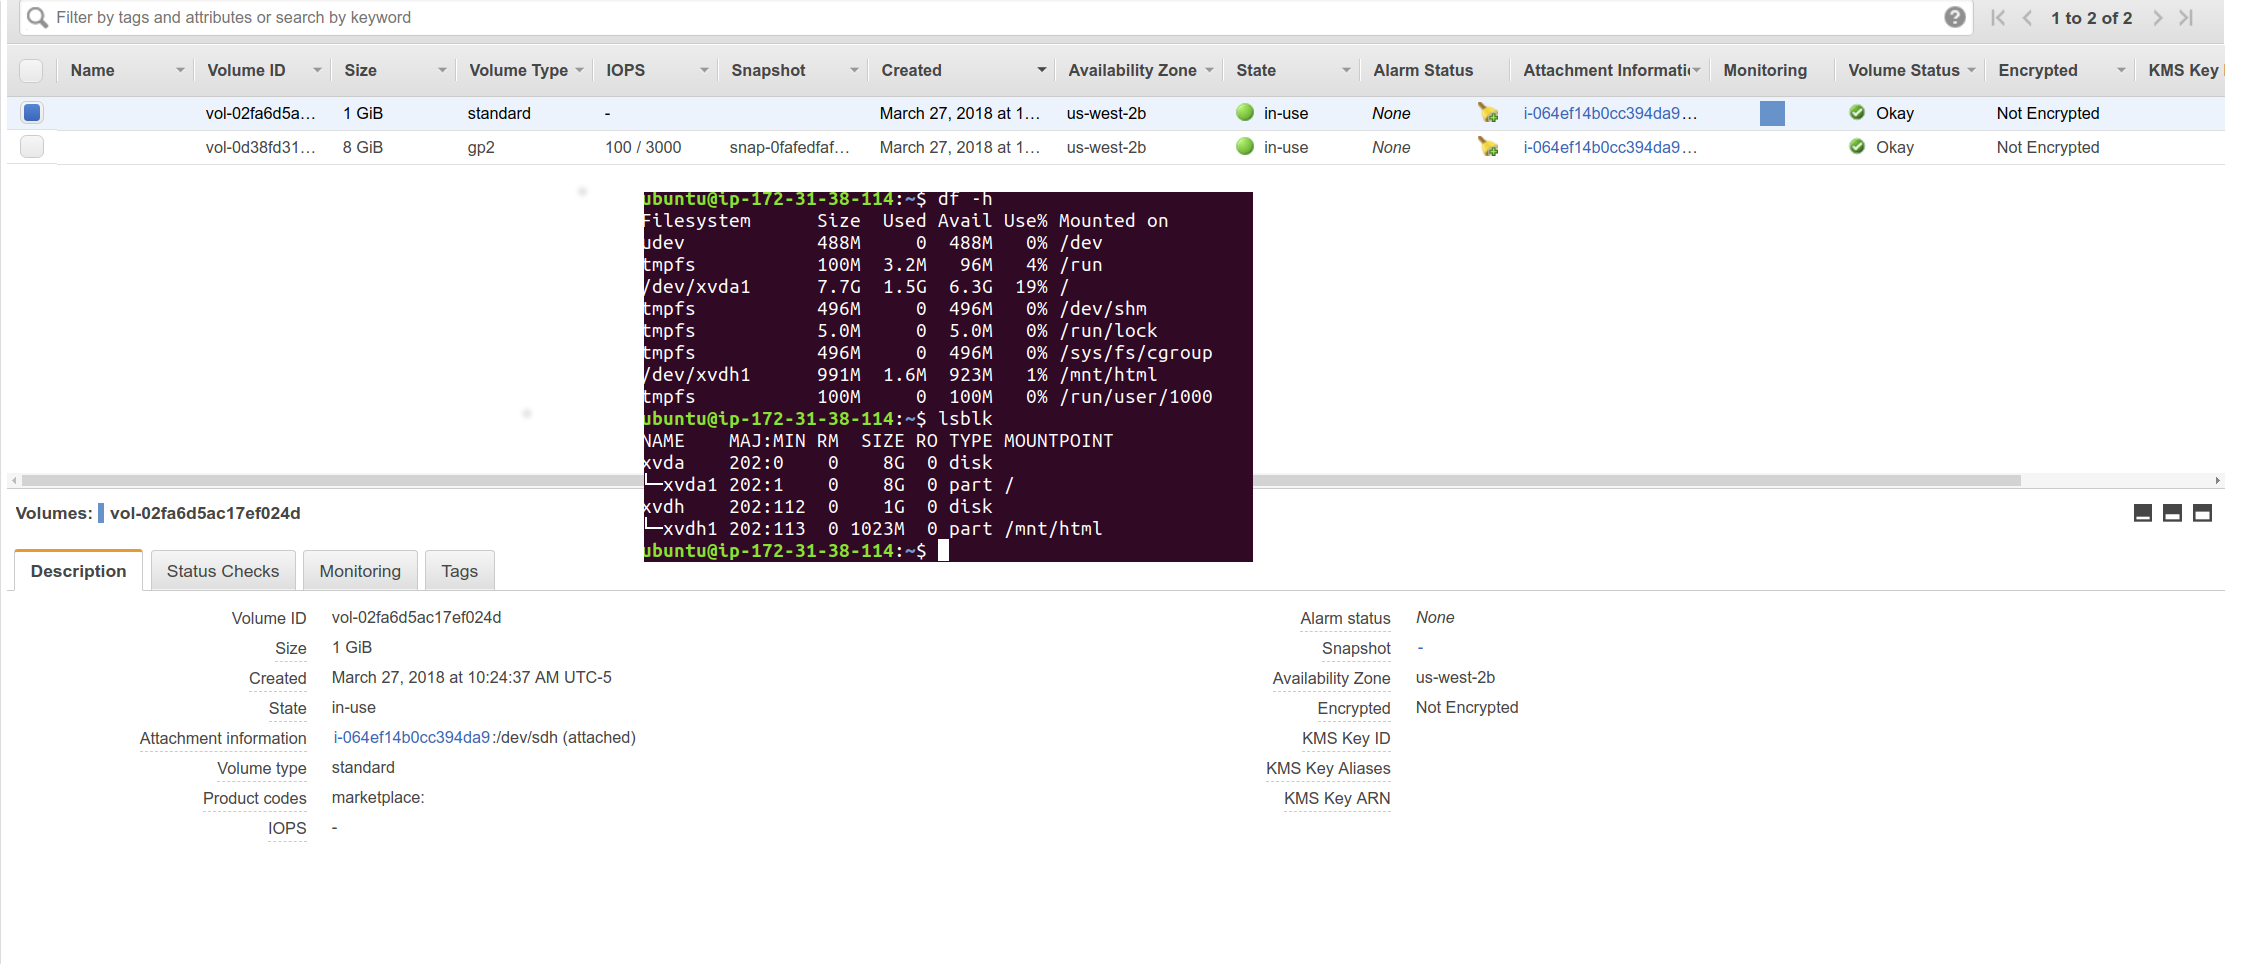 Filter by tags and attributes or search by keyword
1 to 2 of 2
Name Volume ID Size Volume Type IOPS Snapshot Created Availability Zone State Alarm Status Attachment Informati Monitoring Volume Status Encrypted KMS Key
vol-02fa6d5a… 1 GiB standard - March 27, 2018 at 1… us-west-2b in-use None i-064ef14b0cc394da9… Okay Not Encrypted
vol-0d38fd31… 8 GiB gp2 100 / 3000 snap-0fafedfaf… March 27, 2018 at 1… us-west-2b in-use None i-064ef14b0cc394da9… Okay Not Encrypted
ubuntu@ip-172-31-38-114:~$ df -h
Filesystem Size Used Avail Use% Mounted on
udev 488M 0 488M 0% /dev
tmpfs 100M 3.2M 96M 4% /run
/dev/xvda1 7.7G 1.5G 6.3G 19% /
tmpfs 496M 0 496M 0% /dev/shm
tmpfs 5.0M 0 5.0M 0% /run/lock
tmpfs 496M 0 496M 0% /sys/fs/cgroup
/dev/xvdh1 991M 1.6M 923M 1% /mnt/html
tmpfs 100M 0 100M 0% /run/user/1000
ubuntu@ip-172-31-38-114:~$ lsblk
NAME MAJ:MIN RM SIZE RO TYPE MOUNTPOINT
xvda 202:0 0 8G 0 disk
└─xvda1 202:1 0 8G 0 part /
xvdh 202:112 0 1G 0 disk
└─xvdh1 202:113 0 1023M 0 part /mnt/html
ubuntu@ip-172-31-38-114:~$
Volumes: vol-02fa6d5ac17ef024d
Description Status Checks Monitoring Tags
Volume ID vol-02fa6d5ac17ef024d
Size 1 GiB
Created March 27, 2018 at 10:24:37 AM UTC-5
State in-use
Attachment information i-064ef14b0cc394da9:/dev/sdh (attached)
Volume type standard
Product codes marketplace:
IOPS -
Alarm status None
Snapshot -
Availability Zone us-west-2b
Encrypted Not Encrypted
KMS Key ID
KMS Key Aliases
KMS Key ARN